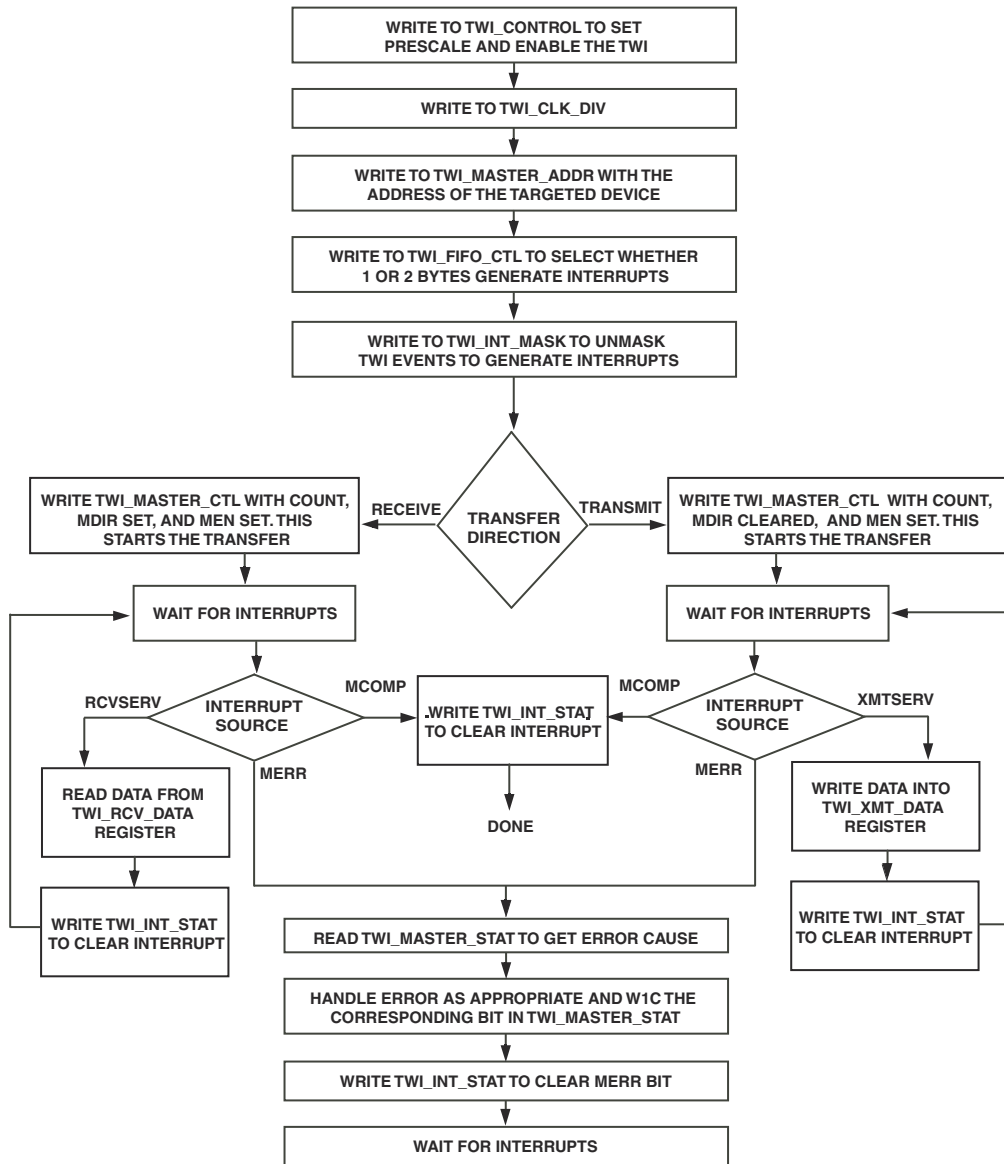 WRITE TO TWI_CONTROL TO SET
PRESCALE AND ENABLE THE TWI
WRITE TO TWI_CLK_DIV
WRITE TO TWI_MASTER_ADDR WITH THE
ADDRESS OF THE TARGETED DEVICE
WRITE TO TWI_FIFO_CTL TO SELECT WHETHER
1 OR 2 BYTES GENERATE INTERRUPTS
WRITE TO TWI_INT_MASK TO UNMASK
TWI EVENTS TO GENERATE INTERRUPTS
TRANSFER
DIRECTION
RECEIVE
TRANSMIT
WRITE TWI_MASTER_CTL WITH COUNT,
MDIR SET, AND MEN SET. THIS
STARTS THE TRANSFER
WRITE TWI_MASTER_CTL WITH COUNT,
MDIR CLEARED, AND MEN SET. THIS
STARTS THE TRANSFER
WAIT FOR INTERRUPTS
WAIT FOR INTERRUPTS
RCVSERV
INTERRUPT
SOURCE
MCOMP
MERR
WRITE TWI_INT_STAT
TO CLEAR INTERRUPT
DONE
MCOMP
INTERRUPT
SOURCE
XMTSERV
MERR
READ DATA FROM
TWI_RCV_DATA
REGISTER
WRITE TWI_INT_STAT
TO CLEAR INTERRUPT
WRITE DATA INTO
TWI_XMT_DATA
REGISTER
WRITE TWI_INT_STAT
TO CLEAR INTERRUPT
READ TWI_MASTER_STAT TO GET ERROR CAUSE
HANDLE ERROR AS APPROPRIATE AND W1C THE
CORRESPONDING BIT IN TWI_MASTER_STAT
WRITE TWI_INT_STAT TO CLEAR MERR BIT
WAIT FOR INTERRUPTS